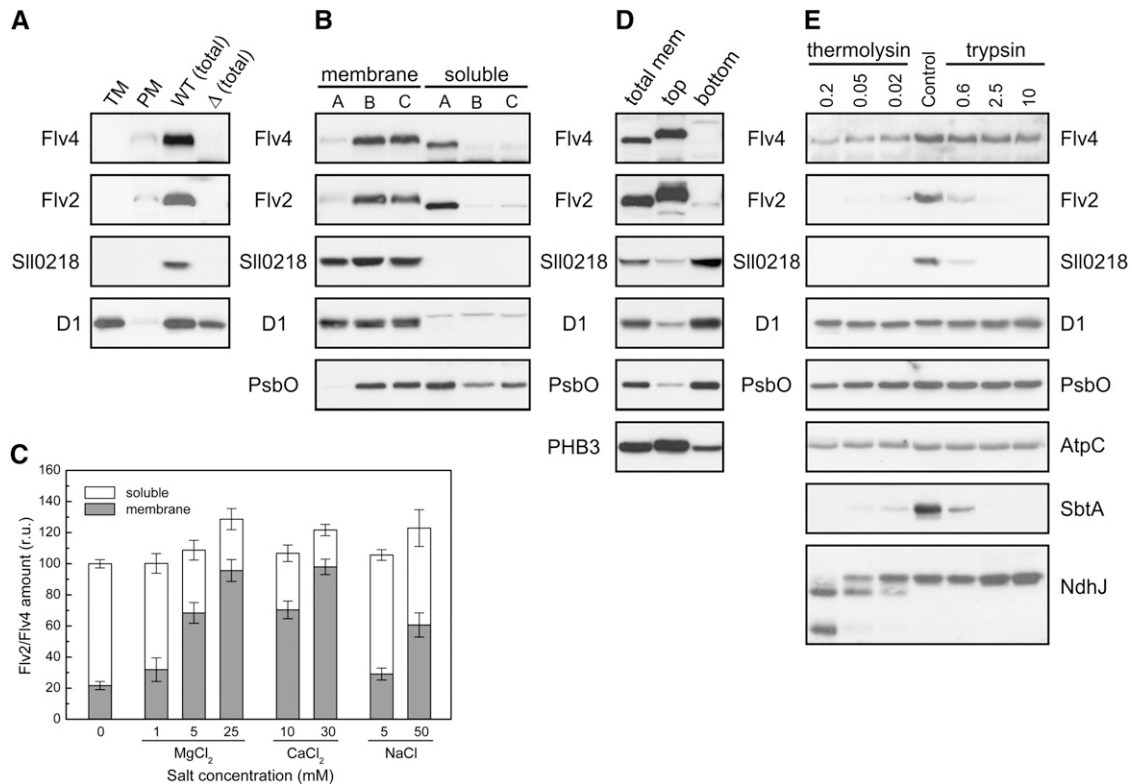 A
TM PM WT (total) Δ (total)
Flv4
Flv2
Sll0218
D1
B
membrane soluble
A B C A B C
Flv4
Flv2
Sll0218
D1
PsbO
C
Flv2/Flv4 amount (r.u.)
160
140
120
100
80
60
40
20
0
soluble
membrane
0 1 5 25 10 30 5 50
MgCl₂ CaCl₂ NaCl
Salt concentration (mM)
D
total mem top bottom
Flv4
Flv2
Sll0218
D1
PsbO
PHB3
E
thermolysin Control trypsin
0.2 0.05 0.02 0.6 2.5 10
Flv4
Flv2
Sll0218
D1
PsbO
AtpC
SbtA
NdhJ